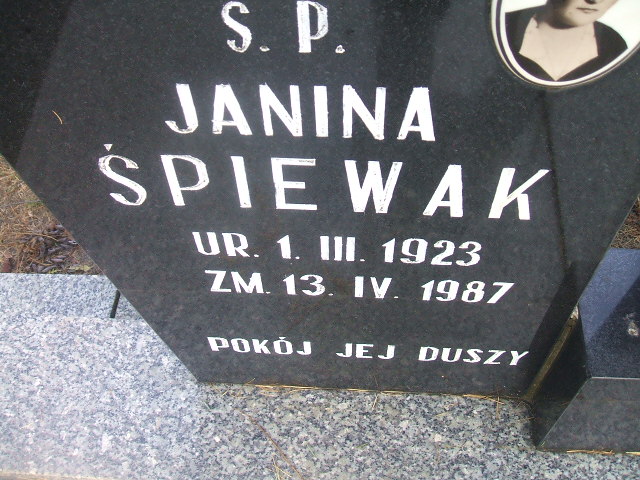 Ś. P.
JANINA
ŚPIEWAK
UR. 1. III. 1923
ZM. 13. IV. 1987
POKÓJ JEJ DUSZY